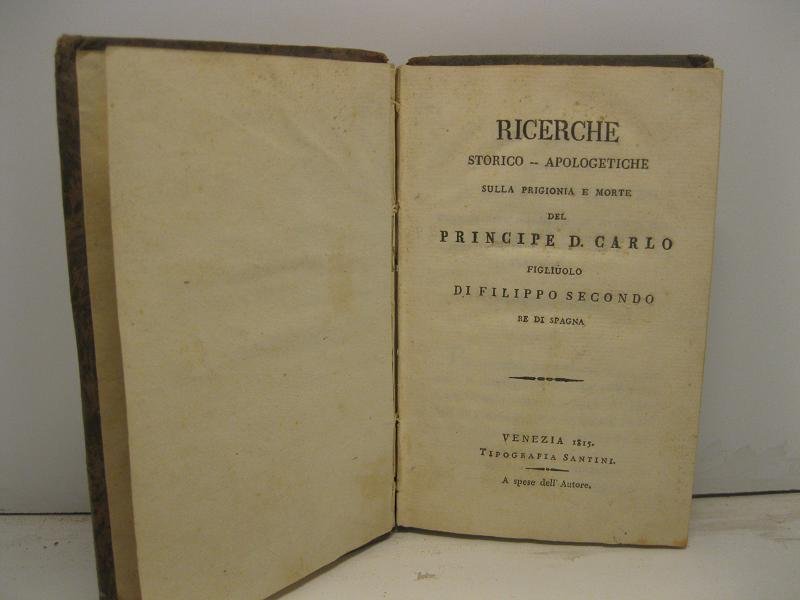 RICERCHE
STORICO -- APOLOGETICHE
SULLA PRIGIONIA E MORTE
DEL
PRINCIPE D. CARLO
FIGLIUOLO
DI FILIPPO SECONDO
RE DI SPAGNA
VENEZIA 1815.
TIPOGRAFIA SANTINI.
A spese dell' Autore.